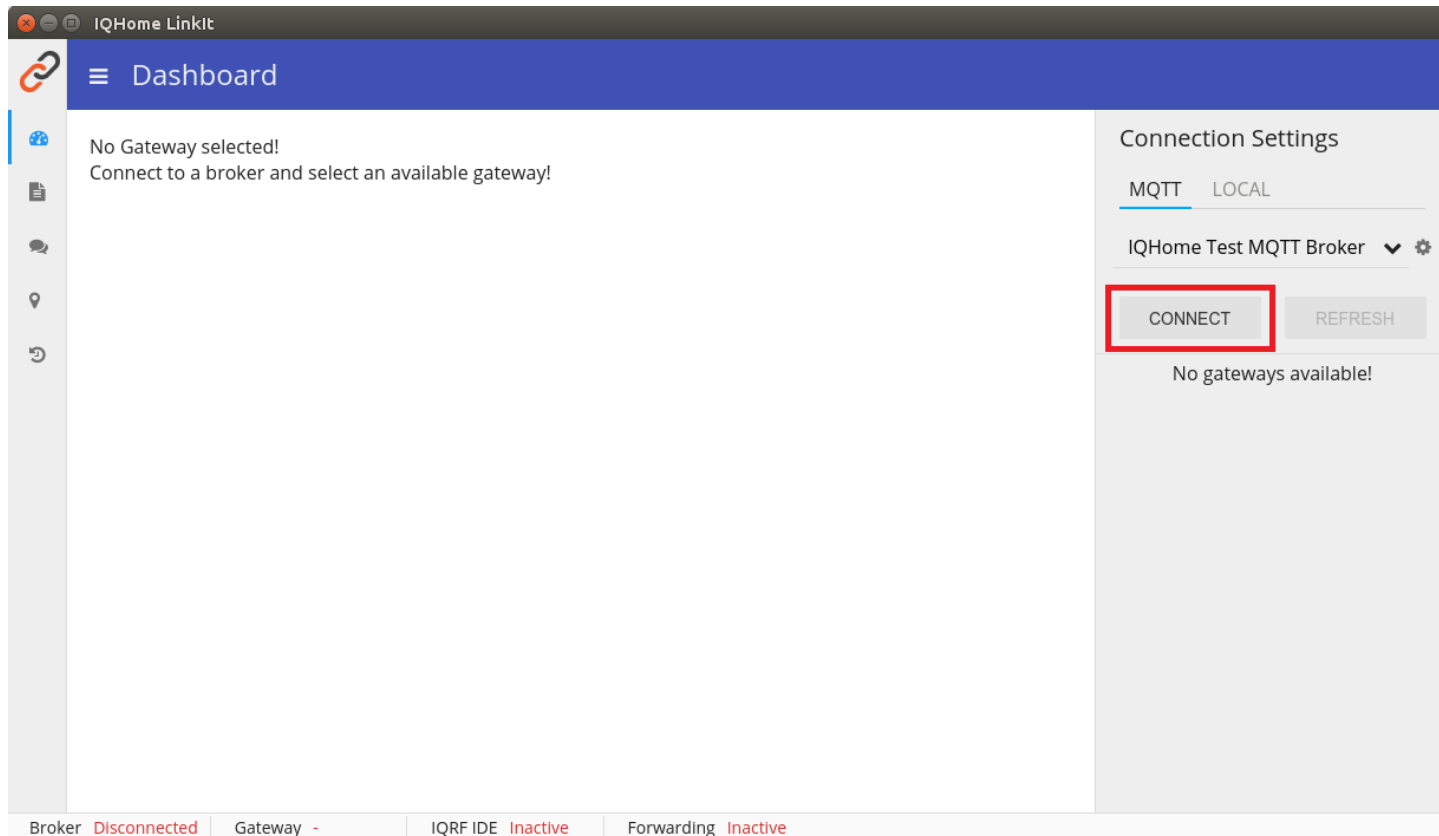 IQHome LinkIt
Dashboard
No Gateway selected!
Connect to a broker and select an available gateway!
Connection Settings
MQTT LOCAL
IQHome Test MQTT Broker
CONNECT REFRESH
No gateways available!
Broker Disconnected Gateway - IQRF IDE Inactive Forwarding Inactive